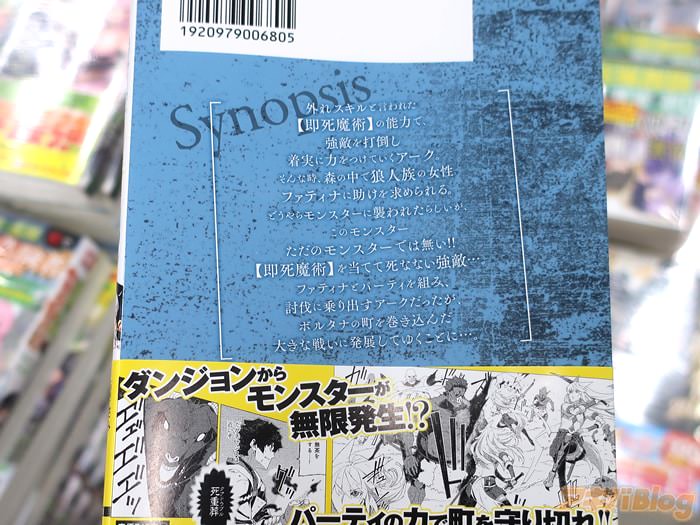 1920979006805
Synopsis
外れスキルと言われた
【即死魔術】の能力で、
強敵を打倒し
着実に力をつけていくアーク。
そんな時、森の中で狼人族の女性
ファティナに助けを求められる。
どうやらモンスターに襲われたらしいが、
このモンスター
ただのモンスターでは無い!!
【即死魔術】を当てて死なない強敵…
ファティナとパーティを組み、
討伐に乗り出すアークだったが、
ボルタナの町を巻き込んだ
大きな戦いに発展してゆくことに…。
ダンジョンから
モンスターが
無限発生!?
無茶を
する…
死重葬
パーティの力で町を守り切れ!!